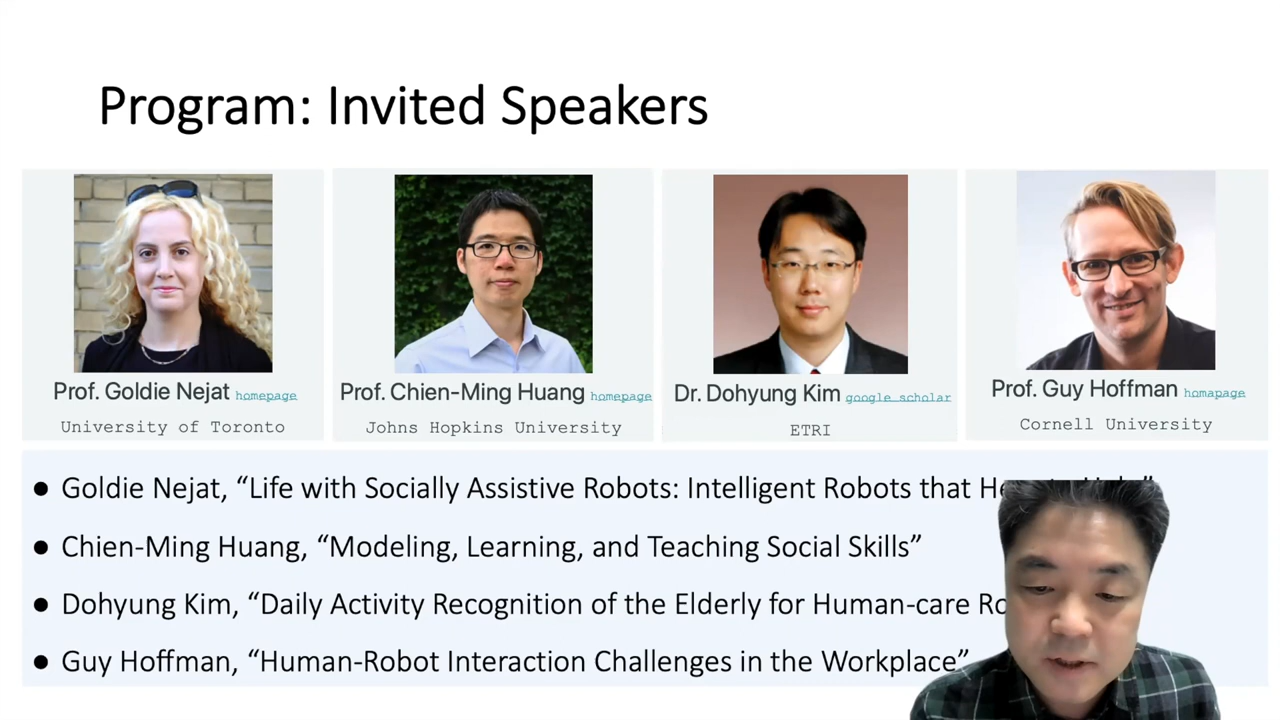 Program: Invited Speakers
Prof. Goldie Nejat homepage
University of Toronto
Prof. Chien-Ming Huang homepage
Johns Hopkins University
Dr. Dohyung Kim google scholar
ETRI
Prof. Guy Hoffman homapage
Cornell University
● Goldie Nejat, “Life with Socially Assistive Robots: Intelligent Robots that
● Chien-Ming Huang, “Modeling, Learning, and Teaching Social Skills”
● Dohyung Kim, “Daily Activity Recognition of the Elderly for Human-care
● Guy Hoffman, “Human-Robot Interaction Challenges in the Workplace”